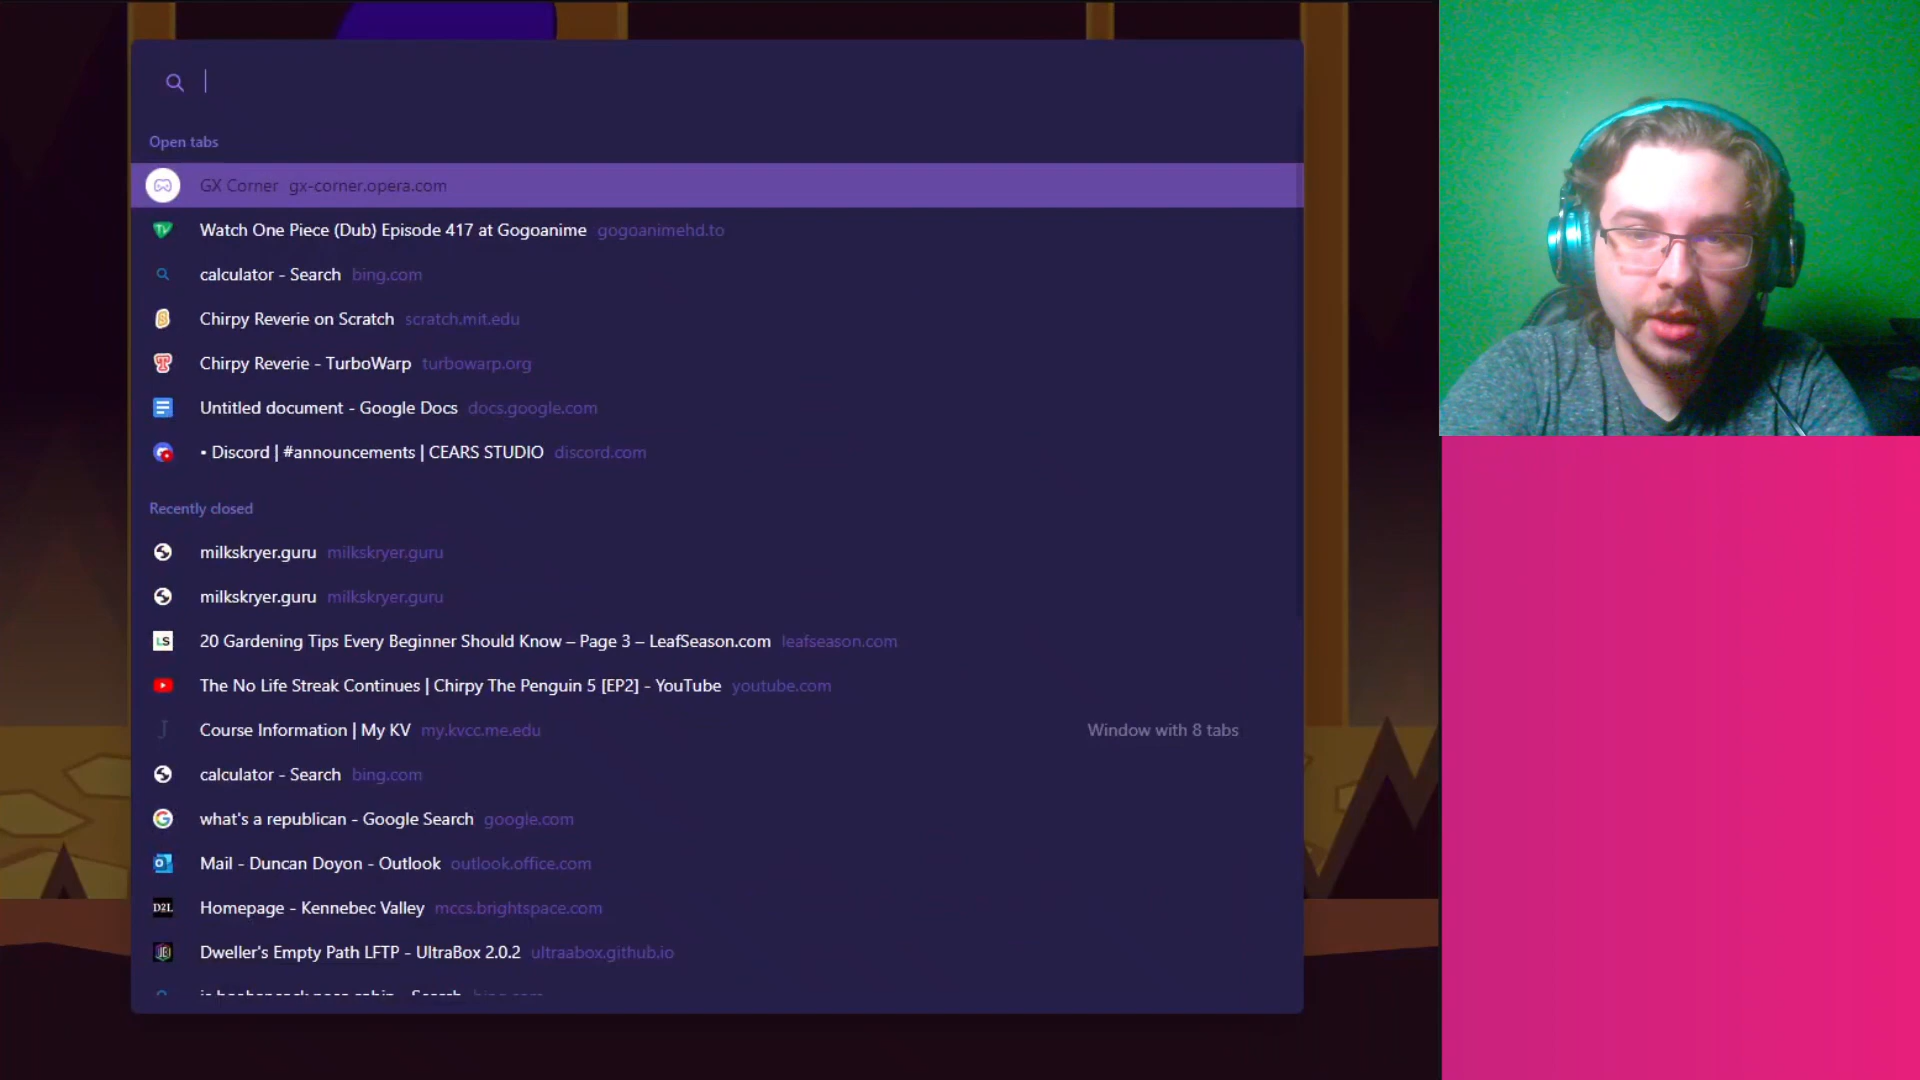 Open tabs
GX Corner gx-corner.opera.com
Watch One Piece (Dub) Episode 417 at Gogoanime gogoanimehd.to
calculator - Search bing.com
Chirpy Reverie on Scratch scratch.mit.edu
Chirpy Reverie - TurboWarp turbowarp.org
Untitled document - Google Docs docs.google.com
• Discord | #announcements | CEARS STUDIO discord.com
Recently closed
milkskryer.guru milkskryer.guru
milkskryer.guru milkskryer.guru
LS 20 Gardening Tips Every Beginner Should Know – Page 3 – LeafSeason.com leafseason.com
The No Life Streak Continues | Chirpy The Penguin 5 [EP2] - YouTube youtube.com
Course Information | My KV my.kvcc.me.edu Window with 8 tabs
calculator - Search bing.com
what's a republican - Google Search google.com
Mail - Duncan Doyon - Outlook outlook.office.com
D2L Homepage - Kennebec Valley mccs.brightspace.com
Dweller's Empty Path LFTP - UltraBox 2.0.2 ultraabox.github.io